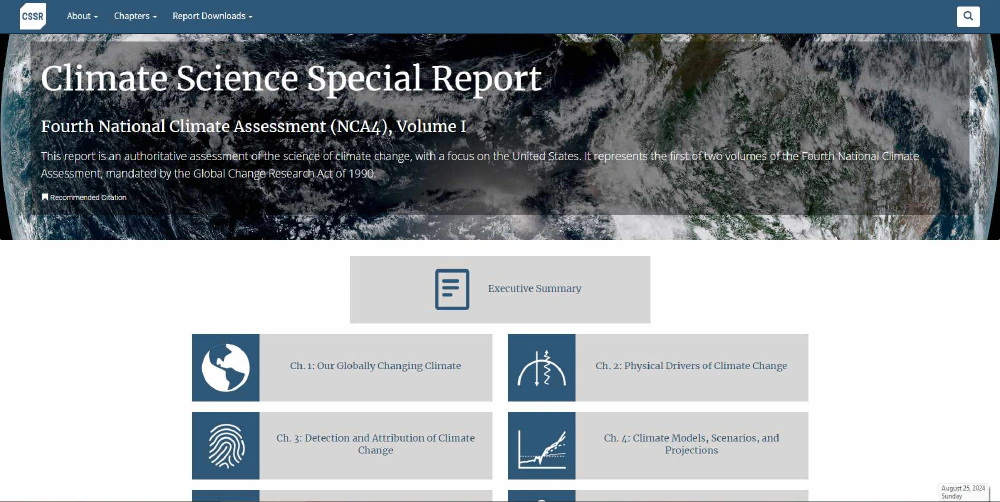 CSSR
About
Chapters
Report Downloads
Climate Science Special Report
Fourth National Climate Assessment (NCA4), Volume I
This report is an authoritative assessment of the science of climate change, with a focus on the United States. It represents the first of two volumes of the Fourth National Climate
Assessment, mandated by the Global Change Research Act of 1990.
Recommended Citation
Executive Summary
Ch. 1: Our Globally Changing Climate
Ch. 2: Physical Drivers of Climate Change
Ch. 3: Detection and Attribution of Climate
Change
Ch. 4: Climate Models, Scenarios, and
Projections
August 25, 2024
Sunday